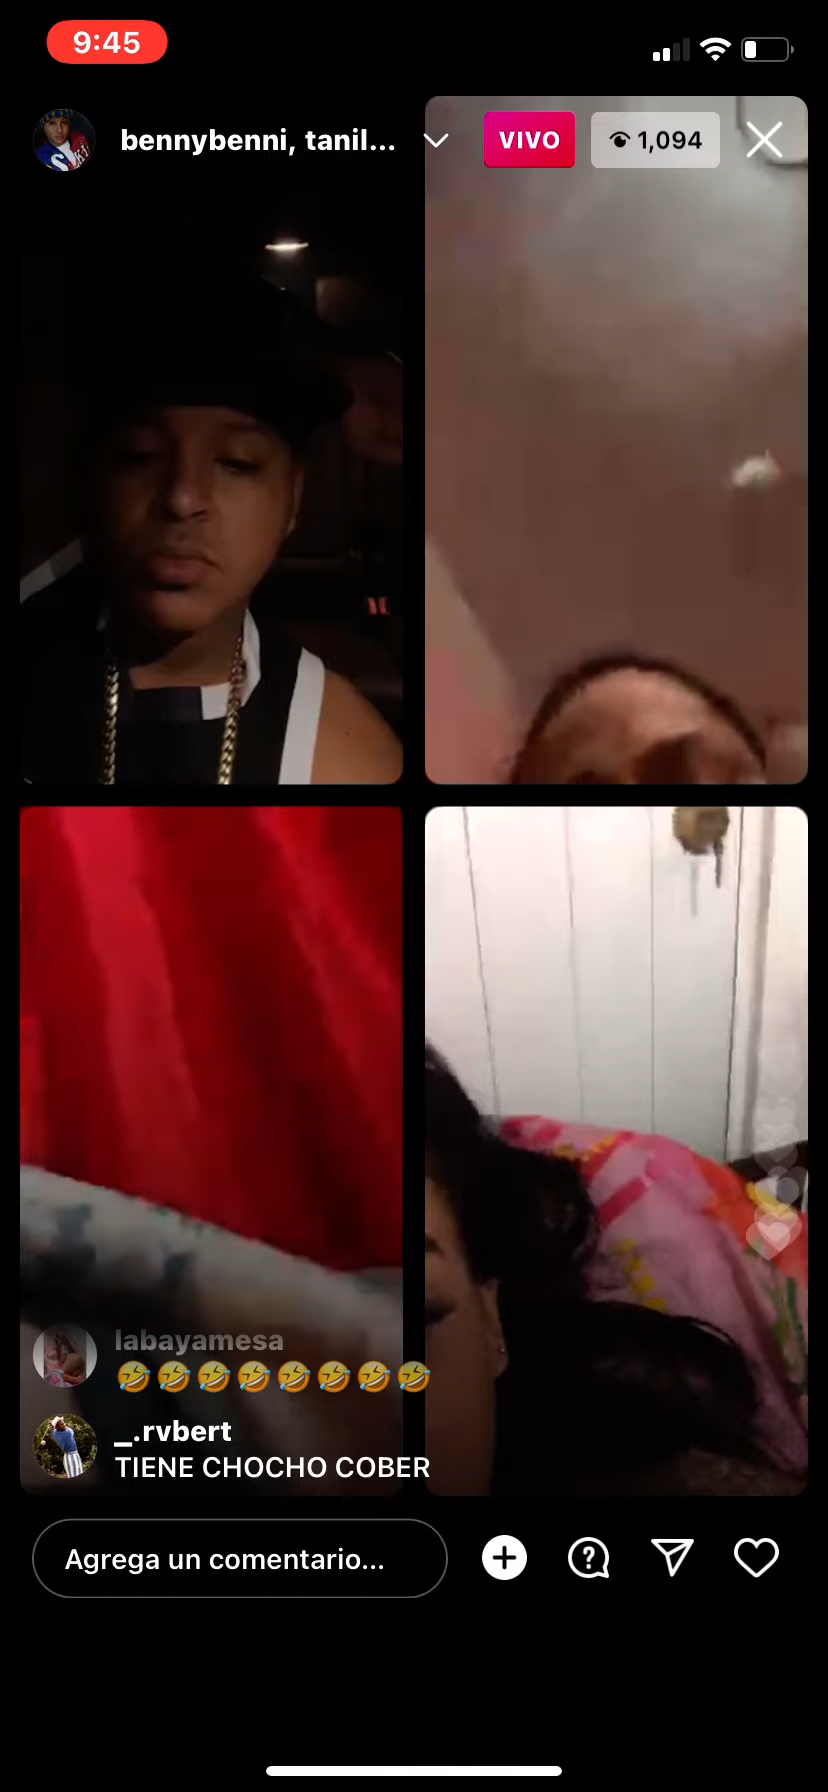 9:45
bennybenni, tanil...
VIVO
1,094
labayamesa
🤣🤣🤣🤣🤣🤣🤣🤣
_.rvbert
TIENE CHOCHO COBER
Agrega un comentario...